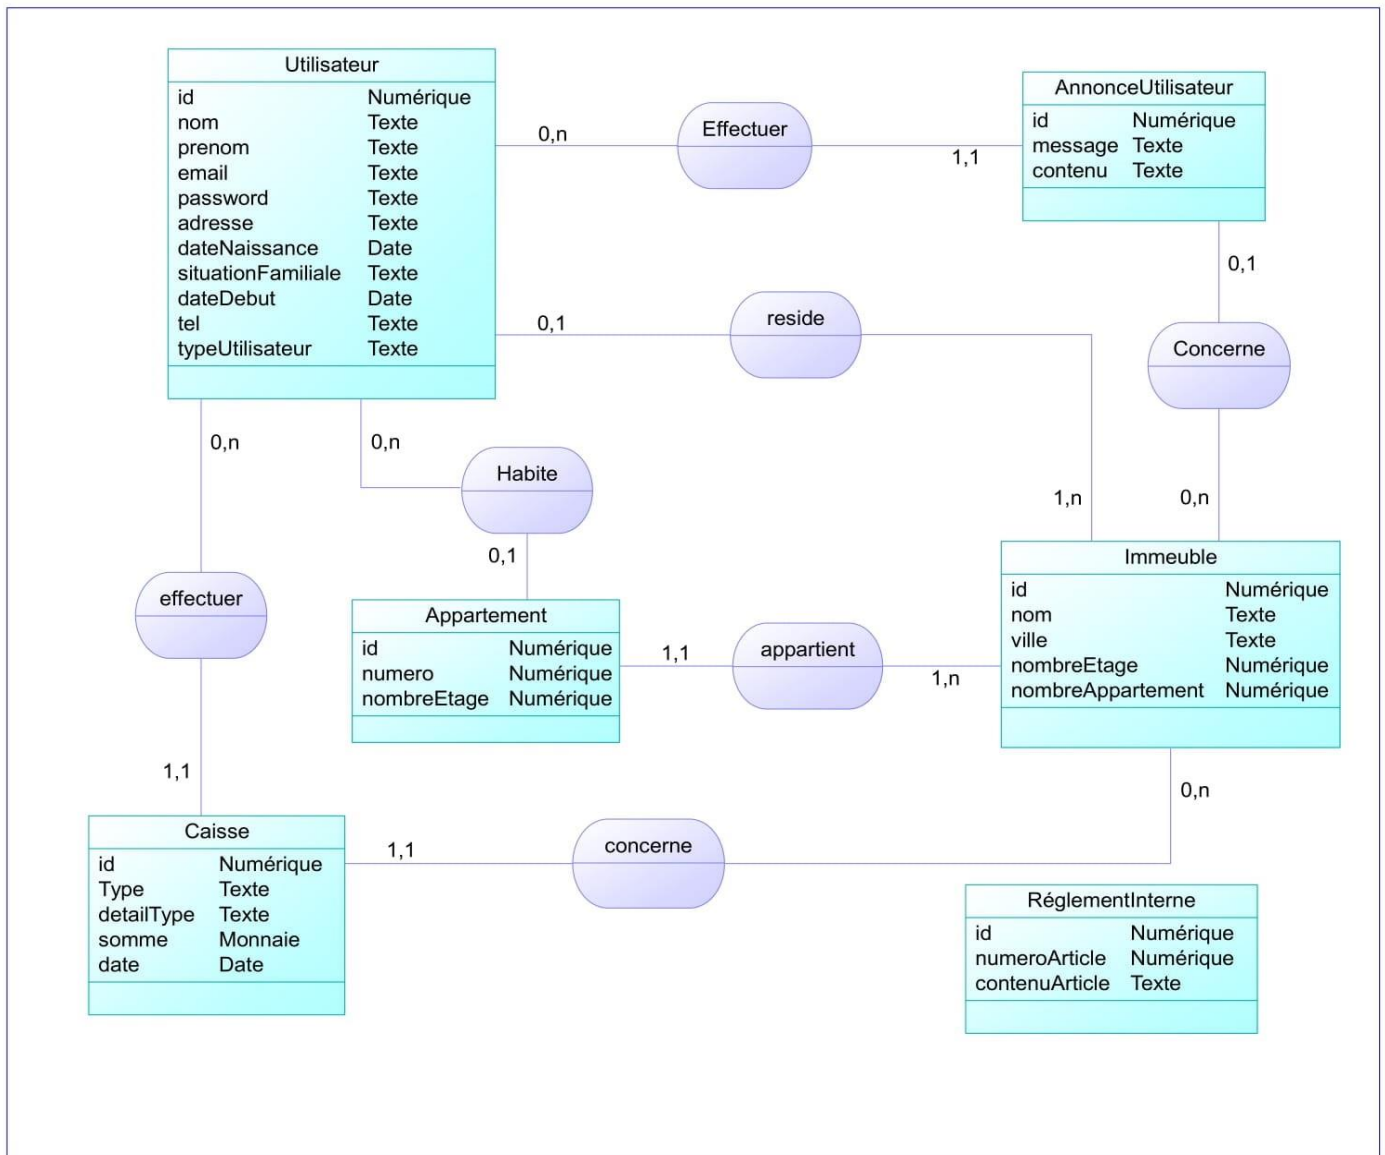 Utilisateur
id Numérique
nom Texte
prenom Texte
email Texte
password Texte
adresse Texte
dateNaissance Date
situationFamiliale Texte
dateDebut Date
tel Texte
typeUtilisateur Texte
0,n
Effectuer
1,1
AnnonceUtilisateur
id Numérique
message Texte
contenu Texte
0,1
Concerne
0,n
0,1
reside
1,n
0,n
Habite
0,1
0,n
effectuer
1,1
Appartement
id Numérique
numero Numérique
nombreEtage Numérique
1,1
appartient
1,n
Immeuble
id Numérique
nom Texte
ville Texte
nombreEtage Numérique
nombreAppartement Numérique
0,n
Caisse
id Numérique
Type Texte
detailType Texte
somme Monnaie
date Date
1,1
concerne
RéglementInterne
id Numérique
numeroArticle Numérique
contenuArticle Texte